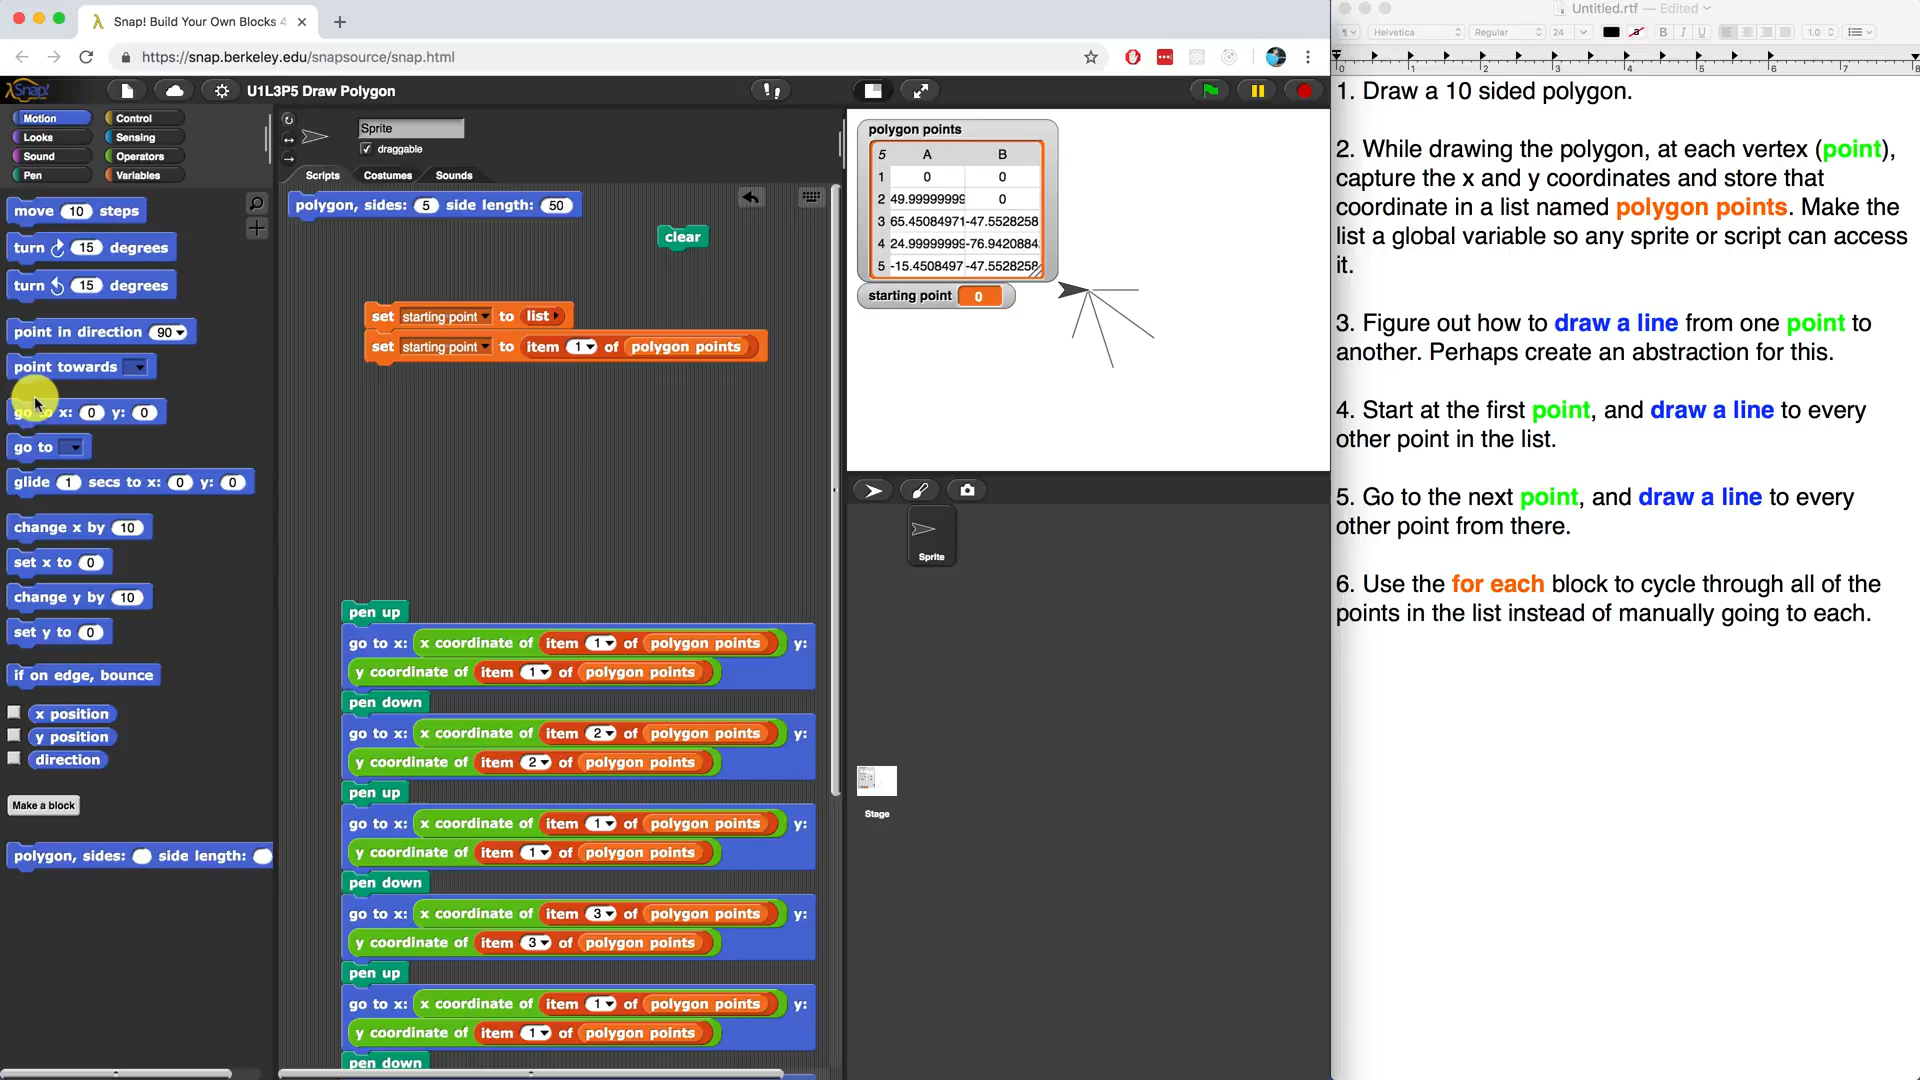 Snap! Build Your Own Blocks 4
https://snap.berkeley.edu/snapsource/snap.html
Snap!
U1L3P5 Draw Polygon
Motion
Control
Looks
Sensing
Sound
Operators
Pen
Variables
move 10 steps
turn 15 degrees
turn 15 degrees
point in direction 90
point towards
go to x: 0 y: 0
go to
glide 1 secs to x: 0 y: 0
change x by 10
set x to 0
change y by 10
set y to 0
if on edge, bounce
x position
y position
direction
Make a block
polygon, sides: side length:
Sprite
draggable
Scripts
Costumes
Sounds
polygon, sides: 5 side length: 50
clear
set starting point to list
set starting point to item 1 of polygon points
pen up
go to x: x coordinate of item 1 of polygon points y:
y coordinate of item 1 of polygon points
pen down
go to x: x coordinate of item 2 of polygon points y:
y coordinate of item 2 of polygon points
pen up
go to x: x coordinate of item 1 of polygon points y:
y coordinate of item 1 of polygon points
pen down
go to x: x coordinate of item 3 of polygon points y:
y coordinate of item 3 of polygon points
pen up
go to x: x coordinate of item 1 of polygon points y:
y coordinate of item 1 of polygon points
pen down
polygon points
5 A B
1 0 0
2 49.99999999 0
3 65.45084971 -47.5528258
4 24.99999999 -76.9420884
5 -15.4508497 -47.5528258
starting point 0
Sprite
Stage
Untitled.rtf — Edited
Helvetica Regular 24 B I U 1.0
0 1 2 3 4 5 6 7 8
1. Draw a 10 sided polygon.
2. While drawing the polygon, at each vertex (point),
capture the x and y coordinates and store that
coordinate in a list named polygon points. Make the
list a global variable so any sprite or script can access
it.
3. Figure out how to draw a line from one point to
another. Perhaps create an abstraction for this.
4. Start at the first point, and draw a line to every
other point in the list.
5. Go to the next point, and draw a line to every
other point from there.
6. Use the for each block to cycle through all of the
points in the list instead of manually going to each.